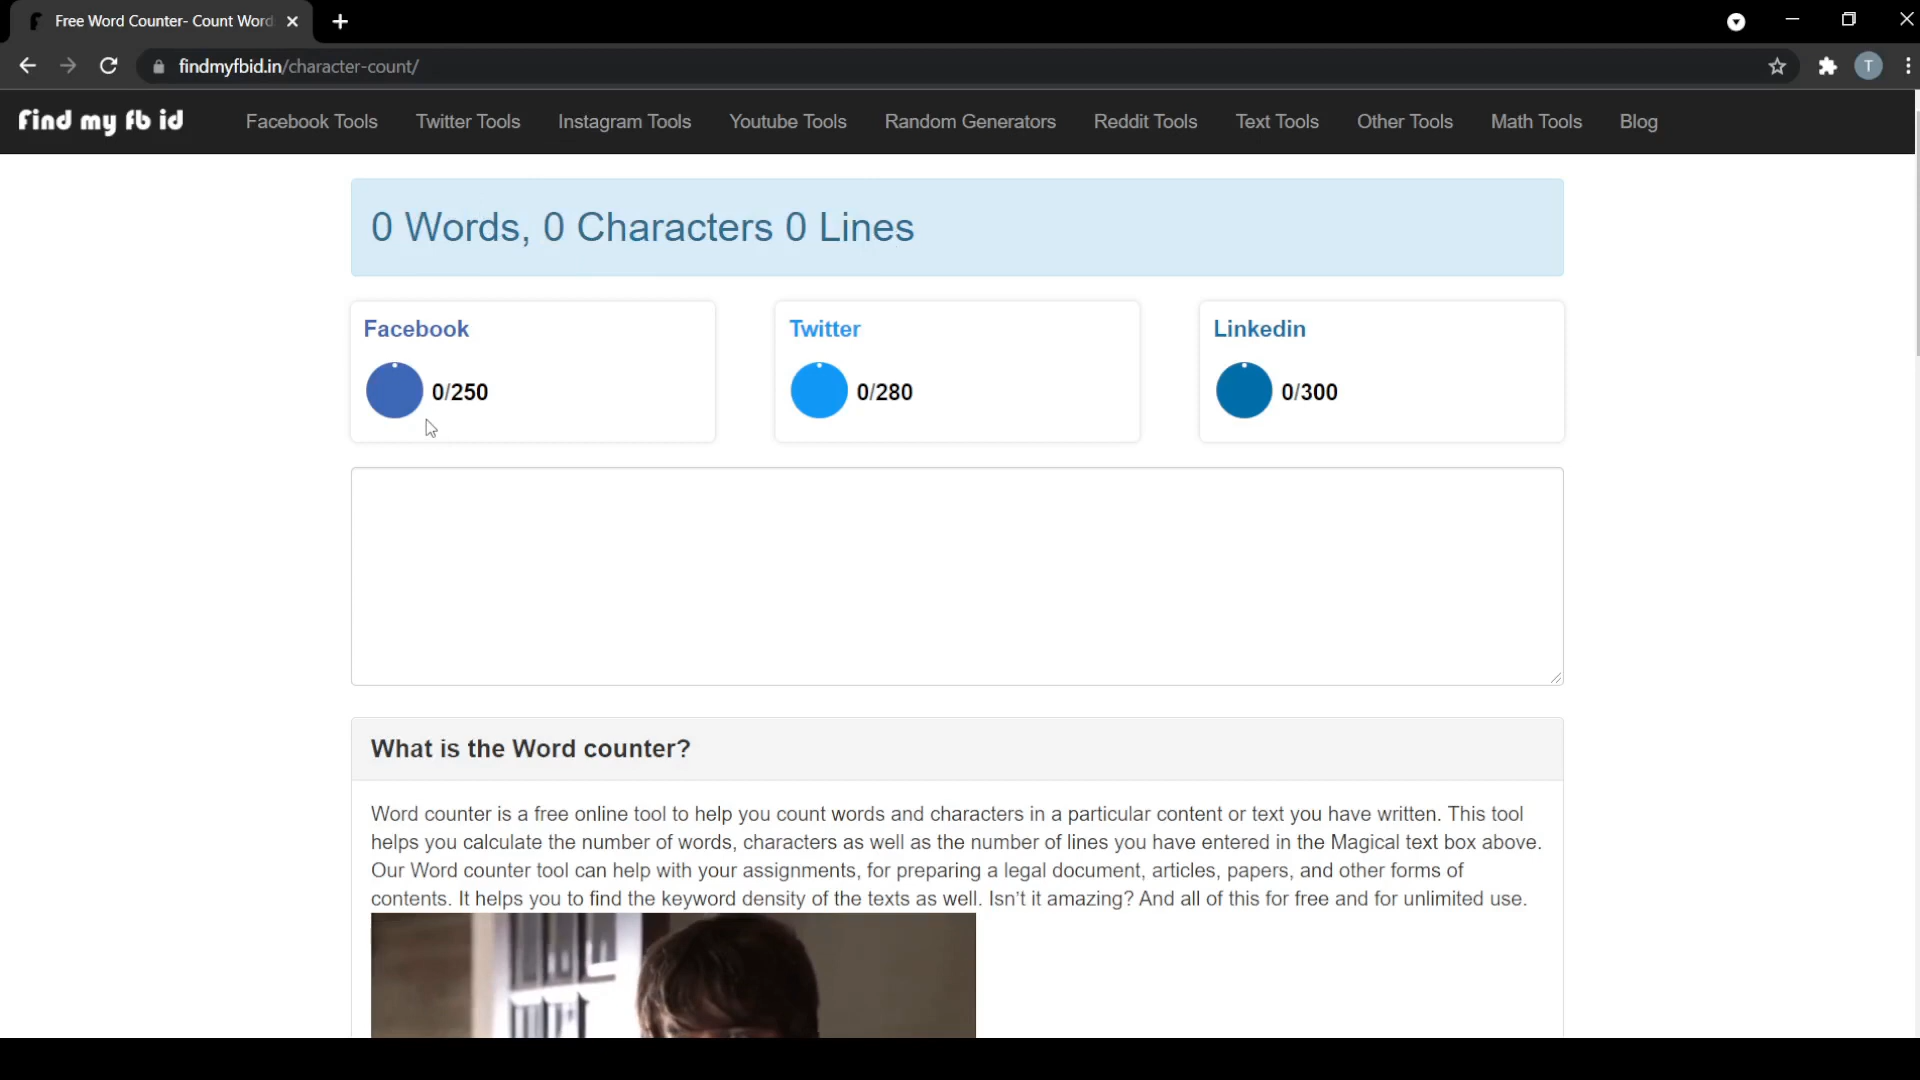 Free Word Counter- Count Word
findmyfbid.in/character-count/
T
find my fb id
Facebook Tools
Twitter Tools
Instagram Tools
Youtube Tools
Random Generators
Reddit Tools
Text Tools
Other Tools
Math Tools
Blog
0 Words, 0 Characters 0 Lines
Facebook
0/250
Twitter
0/280
Linkedin
0/300
What is the Word counter?
Word counter is a free online tool to help you count words and characters in a particular content or text you have written. This tool
helps you calculate the number of words, characters as well as the number of lines you have entered in the Magical text box above.
Our Word counter tool can help with your assignments, for preparing a legal document, articles, papers, and other forms of
contents. It helps you to find the keyword density of the texts as well. Isn't it amazing? And all of this for free and for unlimited use.